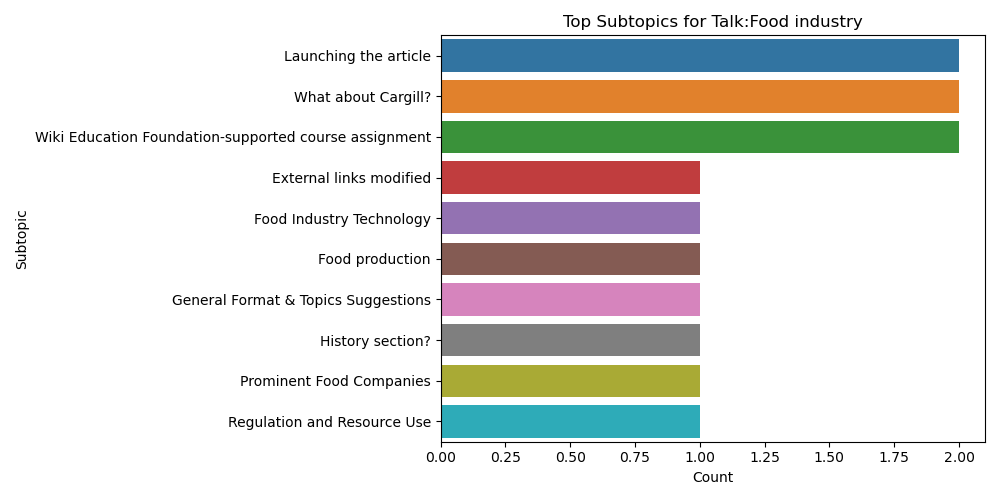 Top Subtopics for Talk:Food industry
Launching the article
What about Cargill?
Wiki Education Foundation-supported course assignment
External links modified
Food Industry Technology
Food production
General Format & Topics Suggestions
History section?
Prominent Food Companies
Regulation and Resource Use
Subtopic
0.00 0.25 0.50 0.75 1.00 1.25 1.50 1.75 2.00
Count